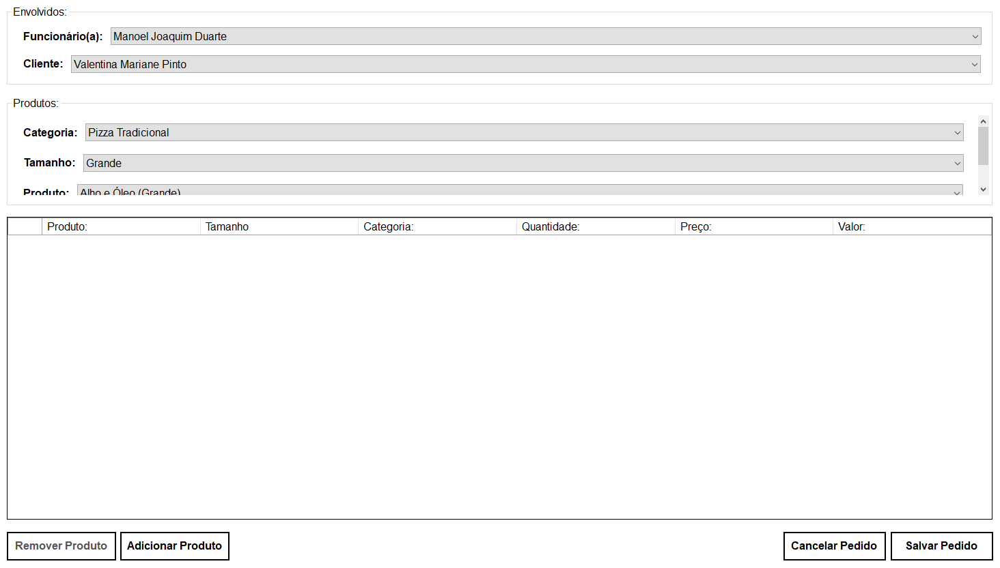 Envolvidos:
Funcionário(a): Manoel Joaquim Duarte
Cliente: Valentina Mariane Pinto
Produtos:
Categoria: Pizza Tradicional
Tamanho: Grande
Produto: Alho e Óleo (Grande)
Produto: Tamanho Categoria: Quantidade: Preço: Valor:
Remover Produto Adicionar Produto Cancelar Pedido Salvar Pedido